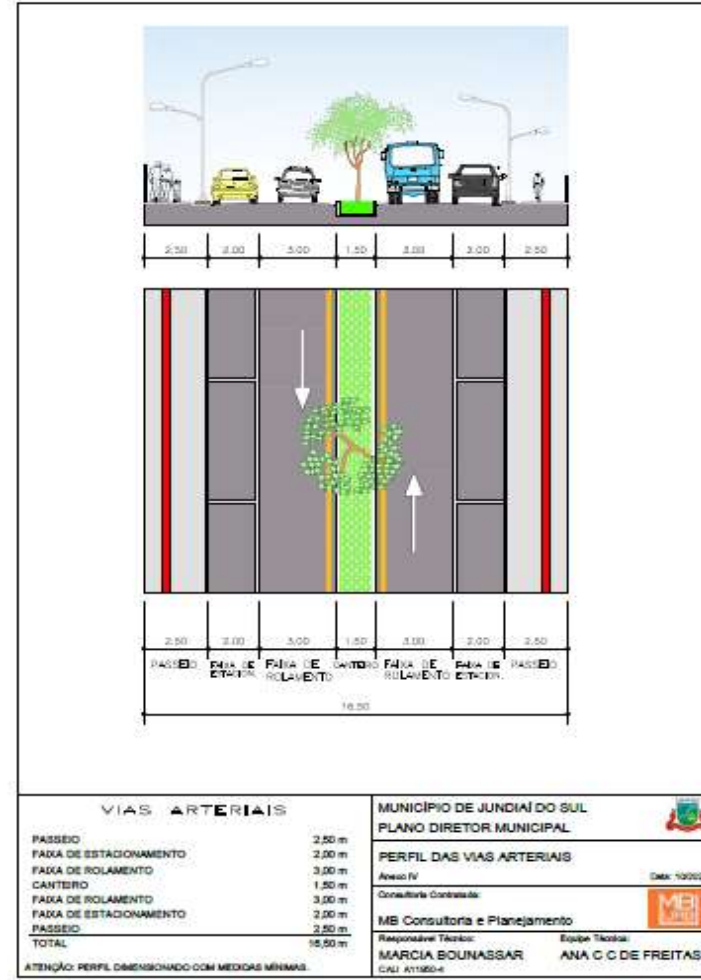 2,50 2,00 3,00 1,50 3,00 2,00 2,50
2,50 2,00 3,00 1,50 3,00 2,00 2,50
PASSEIO FAIXA DE ESTACION. FAIXA DE ROLAMENTO CANTEIRO FAIXA DE ROLAMENTO FAIXA DE ESTACION. PASSEIO
16,50
VIAS ARTERIAIS
PASSEIO 2,50 m
FAIXA DE ESTACIONAMENTO 2,00 m
FAIXA DE ROLAMENTO 3,00 m
CANTEIRO 1,50 m
FAIXA DE ROLAMENTO 3,00 m
FAIXA DE ESTACIONAMENTO 2,00 m
PASSEIO 2,50 m
TOTAL 16,50 m
ATENÇÃO: PERFIL DIMENSIONADO COM MEDIDAS MÍNIMAS.
MUNICÍPIO DE JUNDIAÍ DO SUL
PLANO DIRETOR MUNICIPAL
PERFIL DAS VIAS ARTERIAIS
Anexo IV Data:
Consultoria Contratada:
MB Consultoria e Planejamento
MB
URB
Responsável Técnico: Equipe Técnica:
MARCIA BOUNASSAR ANA C C DE FREITAS
CAU